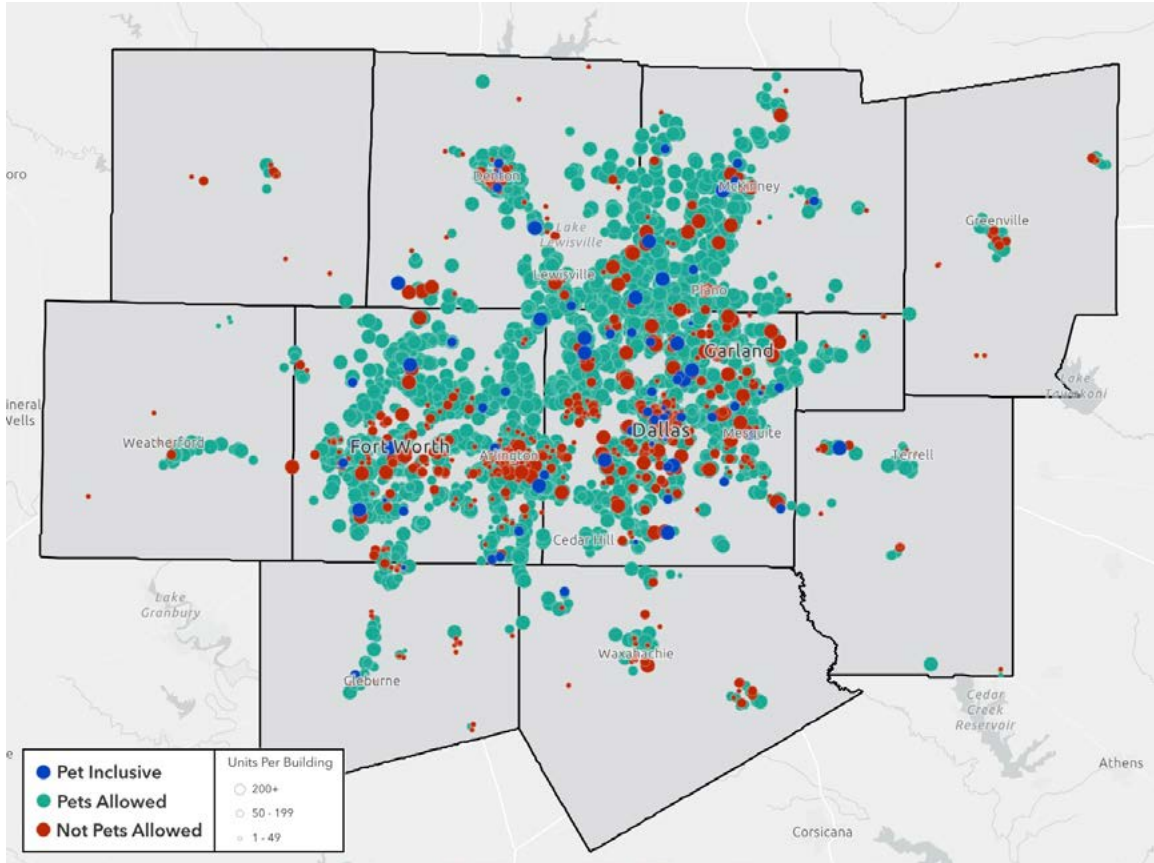 Denton
McKinney
oro
Greenville
Lake
Lewisville
Lewisville
Plano
Garland
Lake
Tawakoni
ineral
Wells
Weatherford
Fort Worth
Arlington
Dallas
Mesquite
Terrell
Cedar Hill
Lake
Granbury
Cleburne
Waxahachie
Cedar
Creek
Reservoir
Athens
Corsicana
e
Pet Inclusive
Pets Allowed
Not Pets Allowed
Units Per Building
200+
50 - 199
1 - 49